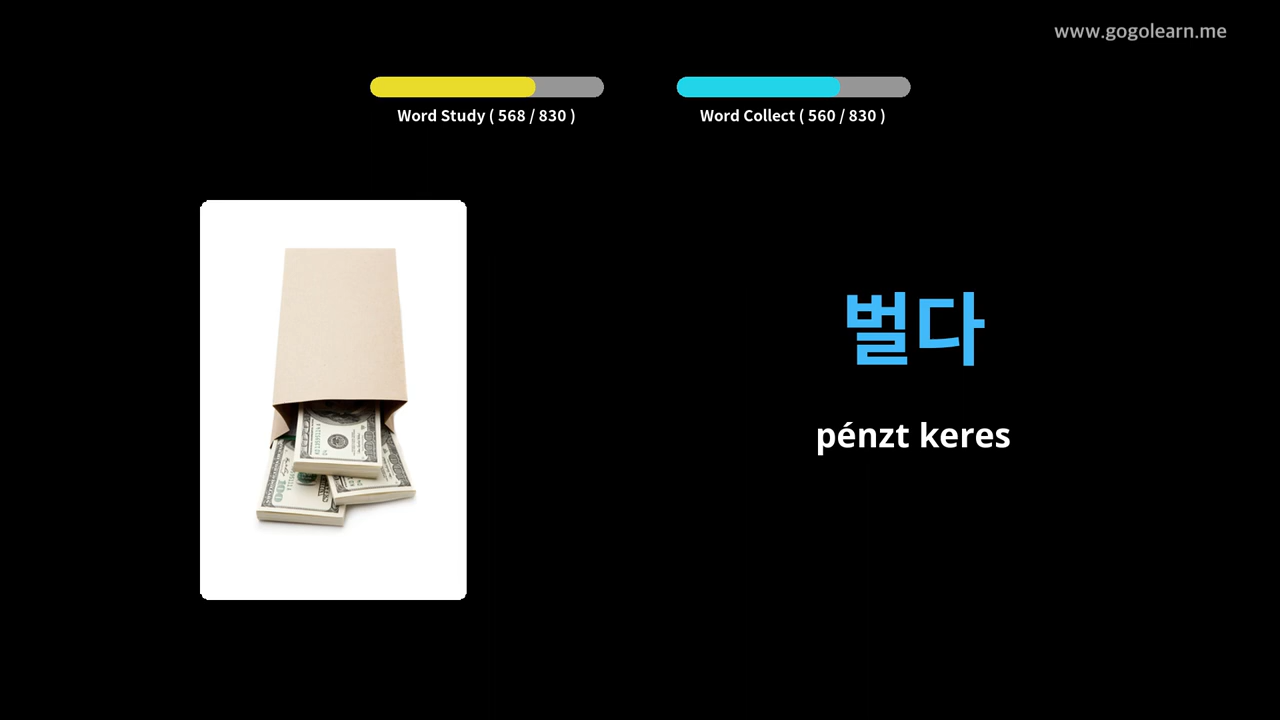 www.gogolearn.me
Word Study ( 568 / 830 )
Word Collect ( 560 / 830 )
벌다
pénzt keres